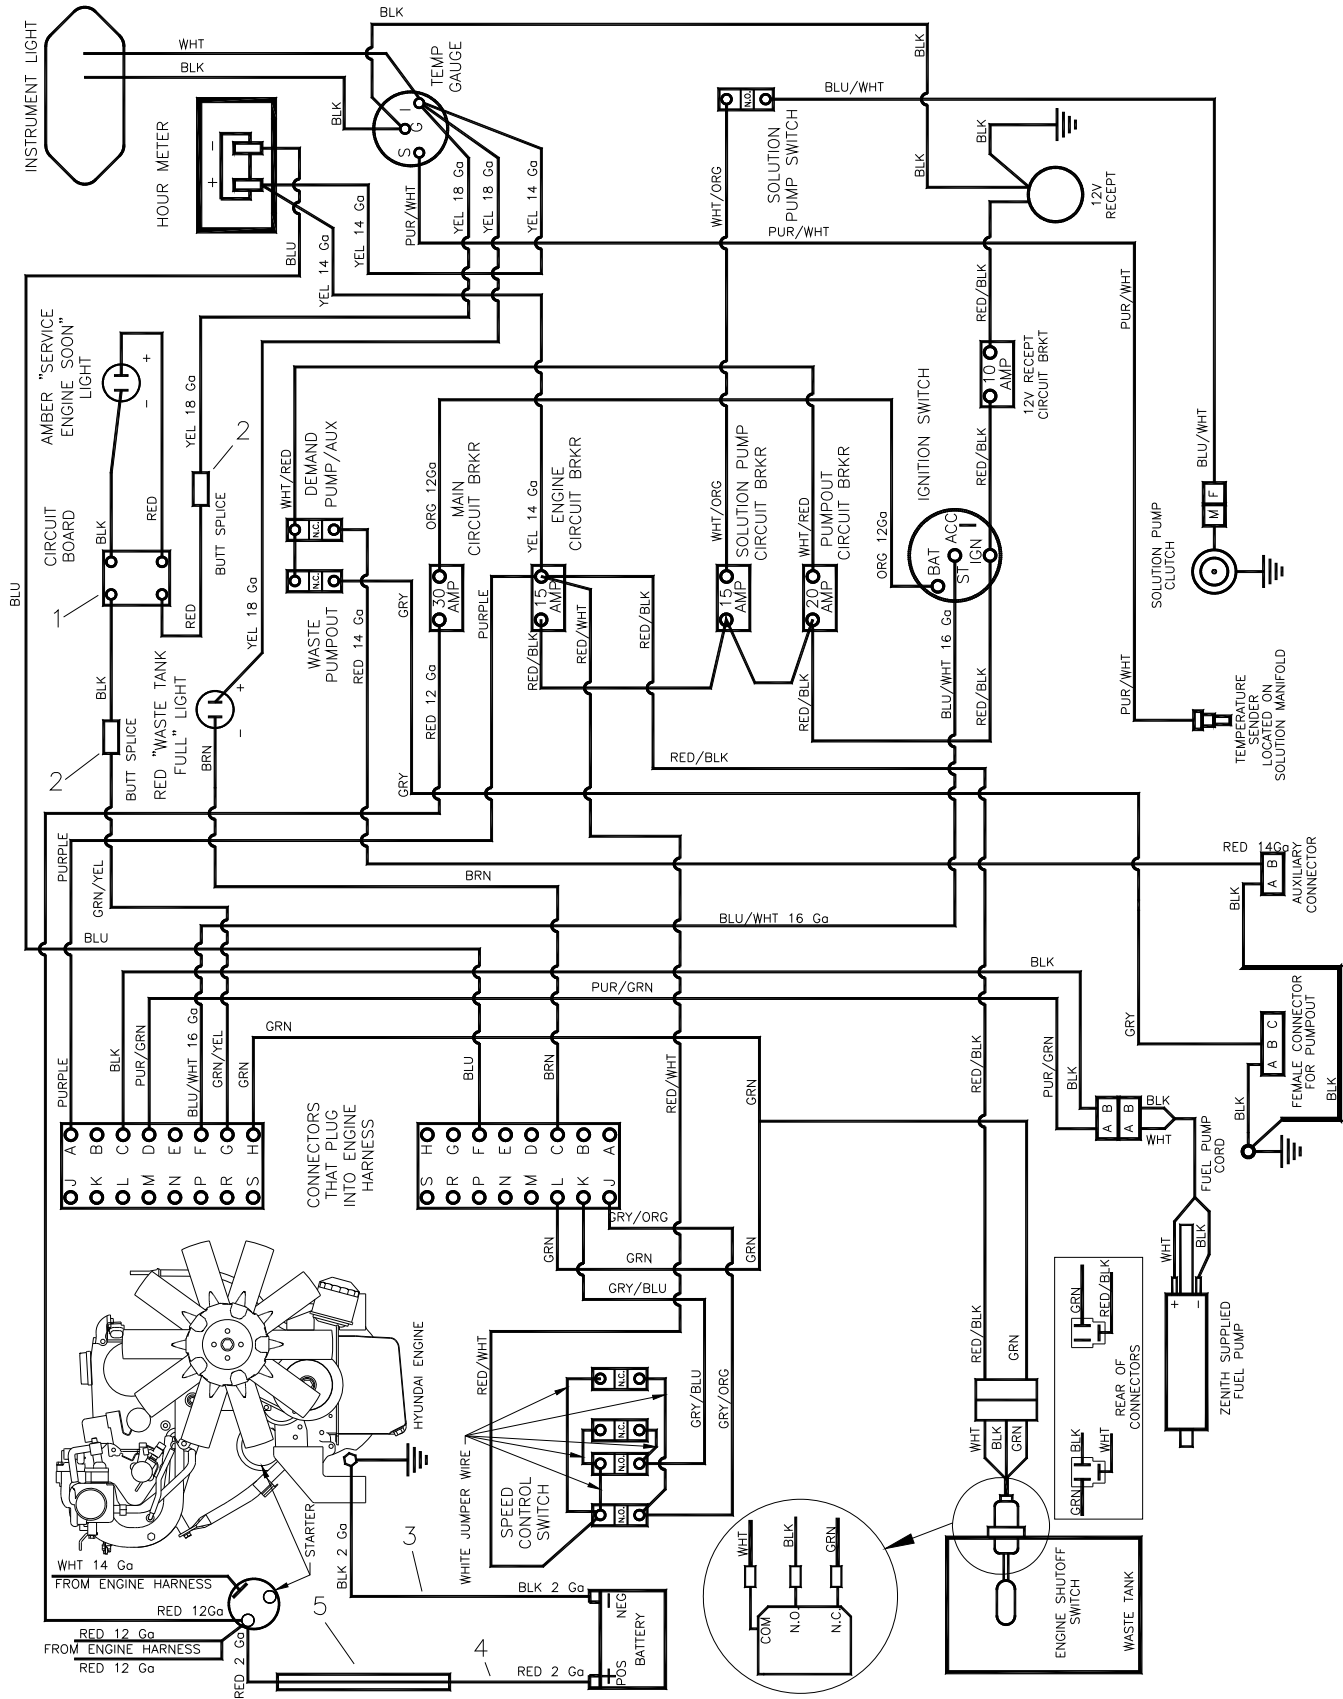 INSTRUMENT LIGHT
WHT
BLK
BLK
BLK
TEMP
GAUGE
I
G
S
HOUR METER
- +
BLU
YEL 14 Ga
YEL 14 Ga
PUR/WHT
YEL 18 Ga
YEL 18 Ga
YEL 14 Ga
BLK
BLK
BLK
N.O.
BLU/WHT
SOLUTION
PUMP SWITCH
WHT/ORG
12V
RECEPT
PUR/WHT
RED/BLK
PUR/WHT
AMBER "SERVICE
ENGINE SOON"
LIGHT
+
-
YEL 18 Ga
2
BUTT SPLICE
CIRCUIT
BOARD
BLK
RED
1
RED
BLU
YEL 18 Ga
WHT/RED
DEMAND
PUMP/AUX
N.C.
N.C.
WASTE
PUMPOUT
RED 14 Ga
GRY
ORG 12Ga
MAIN
CIRCUIT BRKR
30
AMP
RED 12 Ga
PURPLE
YEL 14 Ga
ENGINE
CIRCUIT BRKR
15
AMP
RED/BLK
RED/WHT
RED/BLK
WHT/ORG
SOLUTION PUMP
CIRCUIT BRKR
15
AMP
WHT/RED
PUMPOUT
CIRCUIT BRKR
20
AMP
RED/BLK
ORG 12Ga
IGNITION SWITCH
BAT
ACC
ST
IGN
I
BLU/WHT 16 Ga
RED/BLK
RED/BLK
10
AMP
12V RECEPT
CIRCUIT BRKT
BLU/WHT
M F
SOLUTION PUMP
CLUTCH
PUR/WHT
TEMPERATURE
SENDER
LOCATED ON
SOLUTION MANIFOLD
BLK
2
BUTT SPLICE
RED "WASTE TANK
FULL" LIGHT
+
-
BRN
GRY
RED/BLK
PURPLE
GRN/YEL
BRN
BLU/WHT 16 Ga
BLU
BLK
PUR/GRN
RED 14Ga
A B
AUXILIARY
CONNECTOR
BLK
PURPLE
BLK
PUR/GRN
BLU/WHT 16 Ga
GRN/YEL
GRN
GRN
BLU
BRN
RED/WHT
GRN
RED/BLK
PUR/GRN
BLK
GRY
A B C
FEMALE CONNECTOR
FOR PUMPOUT
BLK
BLK
A B
A B
BLK
WHT
FUEL PUMP
CORD
J A
K B
L C
M D
N E
P F
R G
S H
CONNECTORS
THAT PLUG
INTO ENGINE
HARNESS
S H
R G
P F
N E
M D
L C
K B
J A
GRY/ORG
GRN
GRN
GRY/BLU
WHT
BLK
+
-
ZENITH SUPPLIED
FUEL PUMP
GRN
RED/BLK
REAR OF
CONNECTORS
BLK
WHT
GRN
RED/BLK
GRN
WHT
BLK
GRN
HYUNDAI ENGINE
RED/WHT
N.C.
N.C.
N.O.
N.O.
GRY/BLU
GRY/ORG
WHITE JUMPER WIRE
SPEED
CONTROL
SWITCH
STARTER
BLK 2 Ga
3
BLK 2 Ga
WHT 14 Ga
FROM ENGINE HARNESS
RED 12Ga
RED 12 Ga
FROM ENGINE HARNESS
RED 12 Ga
RED 2 Ga
5
4
RED 2 Ga
- NEG
BATTERY
+ POS
WHT
BLK
GRN
COM
N.O.
N.C.
ENGINE SHUTOFF
SWITCH
WASTE TANK